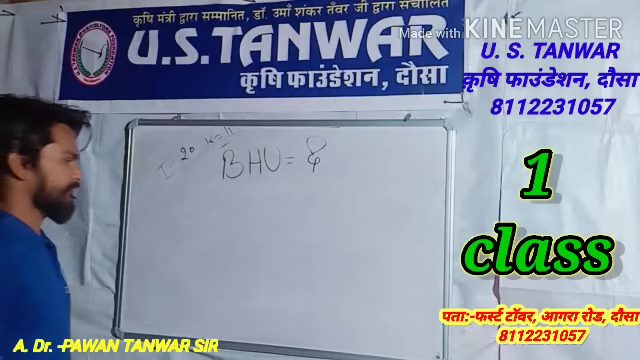 कृषि मंत्री द्वारा सम्मानित, डॉ. उमाँ शंकर तँवर जी द्वारा संचालित
U.S.TANWAR
कृषि फाउंडेशन, दौसा
Made with KINEMASTER
U. S. TANWAR
कृषि फाउंडेशन, दौसा
8112231057
BHU = 8
1
class
पता:-फर्स्ट टॉवर, आगरा रोड, दौसा
8112231057
A. Dr. -PAWAN TANWAR SIR